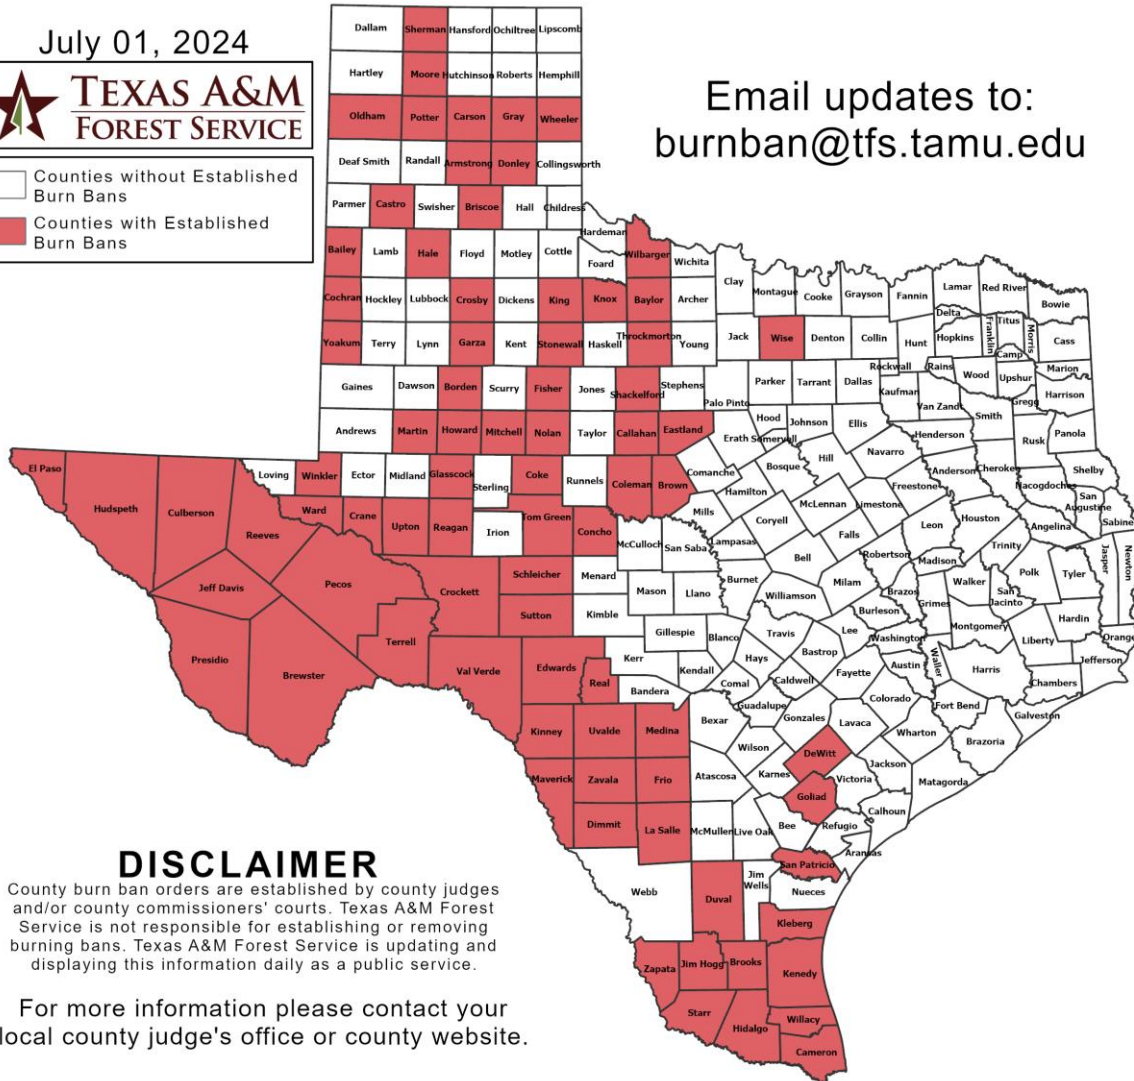 July 01, 2024
TEXAS A&M
FOREST SERVICE
Counties without Established
Burn Bans
Counties with Established
Burn Bans
Email updates to:
burnban@tfs.tamu.edu
Dallam Sherman Hansford Ochiltree Lipscomb
Hartley Moore Hutchinson Roberts Hemphill
Oldham Potter Carson Gray Wheeler
Deaf Smith Randall Armstrong Donley Collingsworth
Parmer Castro Swisher Briscoe Hall Childress
Hardeman
Bailey Lamb Hale Floyd Motley Cottle Foard Wilbarger Wichita
Clay Montague Cooke Grayson Fannin Lamar Red River Bowie
Cochran Hockley Lubbock Crosby Dickens King Knox Baylor Archer
Delta Franklin Titus Morris Cass
Yoakum Terry Lynn Garza Kent Stonewall Haskell Throckmorton Young Jack Wise Denton Collin Hunt Hopkins
Camp Marion
Rockwall Rains Wood Upshur Harrison
Gaines Dawson Borden Scurry Fisher Jones Shackelford Stephens Palo Pinto Parker Tarrant Dallas Kaufman Van Zandt Gregg
Smith
Andrews Martin Howard Mitchell Nolan Taylor Callahan Eastland Erath Hood Somervell Johnson Ellis Henderson Rusk Panola
El Paso Hudspeth Culberson Reeves Loving Winkler Ector Midland Glasscock Sterling Coke Runnels Coleman Brown Comanche Bosque Hill Navarro Anderson Cherokee Shelby
Hamilton Freestone Nacogdoches San Augustine Sabine
Ward Crane Upton Reagan Irion Tom Green Concho Mills McLennan Limestone Leon Houston Angelina
McCulloch San Saba Lampasas Coryell Falls Trinity Jasper Newton
Jeff Davis Pecos Crockett Schleicher Menard Bell Robertson Madison Polk Tyler
Mason Llano Burnet Williamson Milam Brazos Walker San Jacinto
Terrell Sutton Kimble Burleson Grimes Hardin
Gillespie Blanco Travis Lee Washington Montgomery Liberty Orange
Presidio Brewster Val Verde Edwards Real Kerr Kendall Hays Bastrop Fayette Austin Waller Harris Jefferson
Bandera Comal Caldwell Chambers
Guadalupe Colorado Fort Bend Galveston
Kinney Uvalde Medina Bexar Gonzales Lavaca Wharton Brazoria
Wilson DeWitt Jackson
Maverick Zavala Frio Atascosa Karnes Victoria Matagorda
Goliad Calhoun
Dimmit La Salle McMullen Live Oak Bee Refugio
Aransas
San Patricio
Webb Duval Jim Wells Nueces
Kleberg
Zapata Jim Hogg Brooks Kenedy
Starr Hidalgo Willacy
Cameron
DISCLAIMER
County burn ban orders are established by county judges
and/or county commissioners' courts. Texas A&M Forest
Service is not responsible for establishing or removing
burning bans. Texas A&M Forest Service is updating and
displaying this information daily as a public service.
For more information please contact your
local county judge's office or county website.